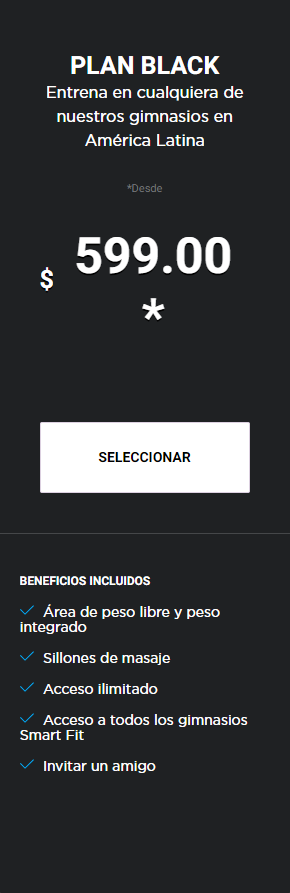 PLAN BLACK
Entrena en cualquiera de
nuestros gimnasios en
América Latina
*Desde
$ 599.00
*
SELECCIONAR
BENEFICIOS INCLUIDOS
Área de peso libre y peso
integrado
Sillones de masaje
Acceso ilimitado
Acceso a todos los gimnasios
Smart Fit
Invitar un amigo